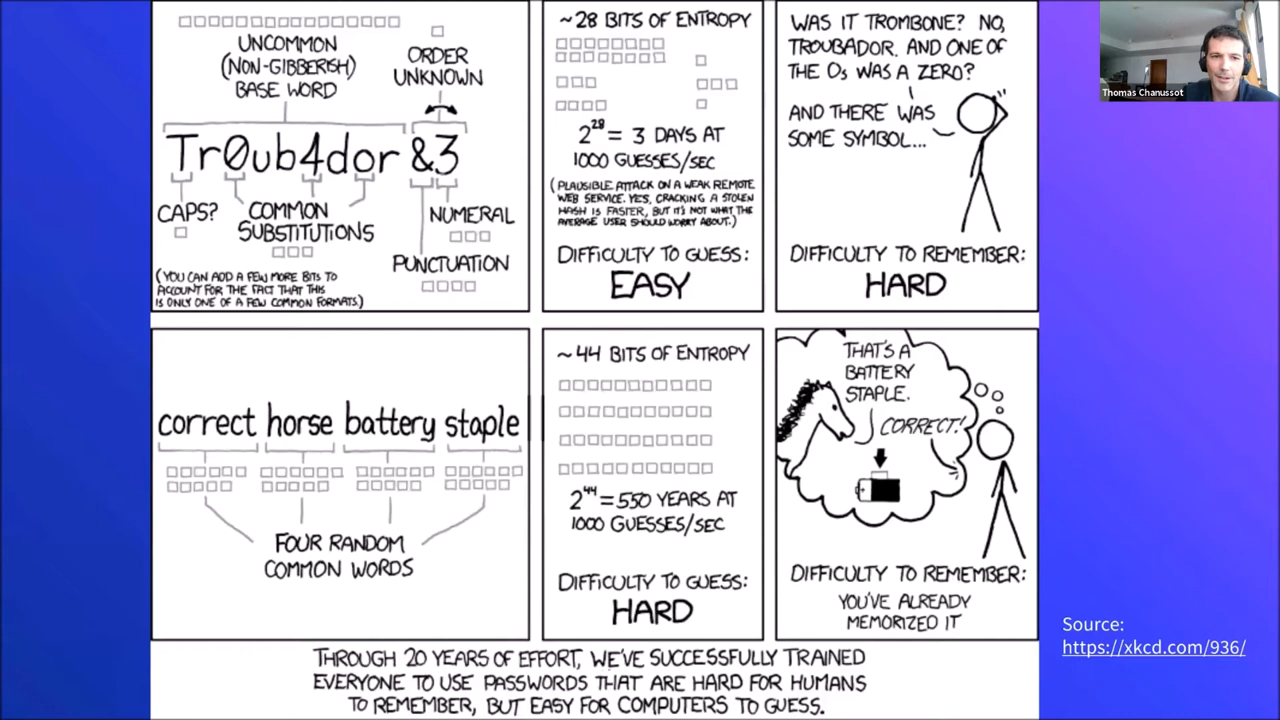 UNCOMMON
(NON-GIBBERISH)
BASE WORD
ORDER
UNKNOWN
Tr0ub4dor &3
CAPS?
COMMON
SUBSTITUTIONS
NUMERAL
PUNCTUATION
(YOU CAN ADD A FEW MORE BITS TO
ACCOUNT FOR THE FACT THAT THIS
IS ONLY ONE OF A FEW COMMON FORMATS.)
~28 BITS OF ENTROPY
2^28 = 3 DAYS AT
1000 GUESSES/SEC
(PLAUSIBLE ATTACK ON A WEAK REMOTE
WEB SERVICE. YES, CRACKING A STOLEN
HASH IS FASTER, BUT IT'S NOT WHAT THE
AVERAGE USER SHOULD WORRY ABOUT.)
DIFFICULTY TO GUESS:
EASY
WAS IT TROMBONE? NO,
TROUBADOR. AND ONE OF
THE Os WAS A ZERO?
AND THERE WAS
SOME SYMBOL...
DIFFICULTY TO REMEMBER:
HARD
correct horse battery staple
FOUR RANDOM
COMMON WORDS
~44 BITS OF ENTROPY
2^44 = 550 YEARS AT
1000 GUESSES/SEC
DIFFICULTY TO GUESS:
HARD
THAT'S A
BATTERY
STAPLE.
CORRECT!
DIFFICULTY TO REMEMBER:
YOU'VE ALREADY
MEMORIZED IT
THROUGH 20 YEARS OF EFFORT, WE'VE SUCCESSFULLY TRAINED
EVERYONE TO USE PASSWORDS THAT ARE HARD FOR HUMANS
TO REMEMBER, BUT EASY FOR COMPUTERS TO GUESS.
Thomas Chanussot
Source:
https://xkcd.com/936/